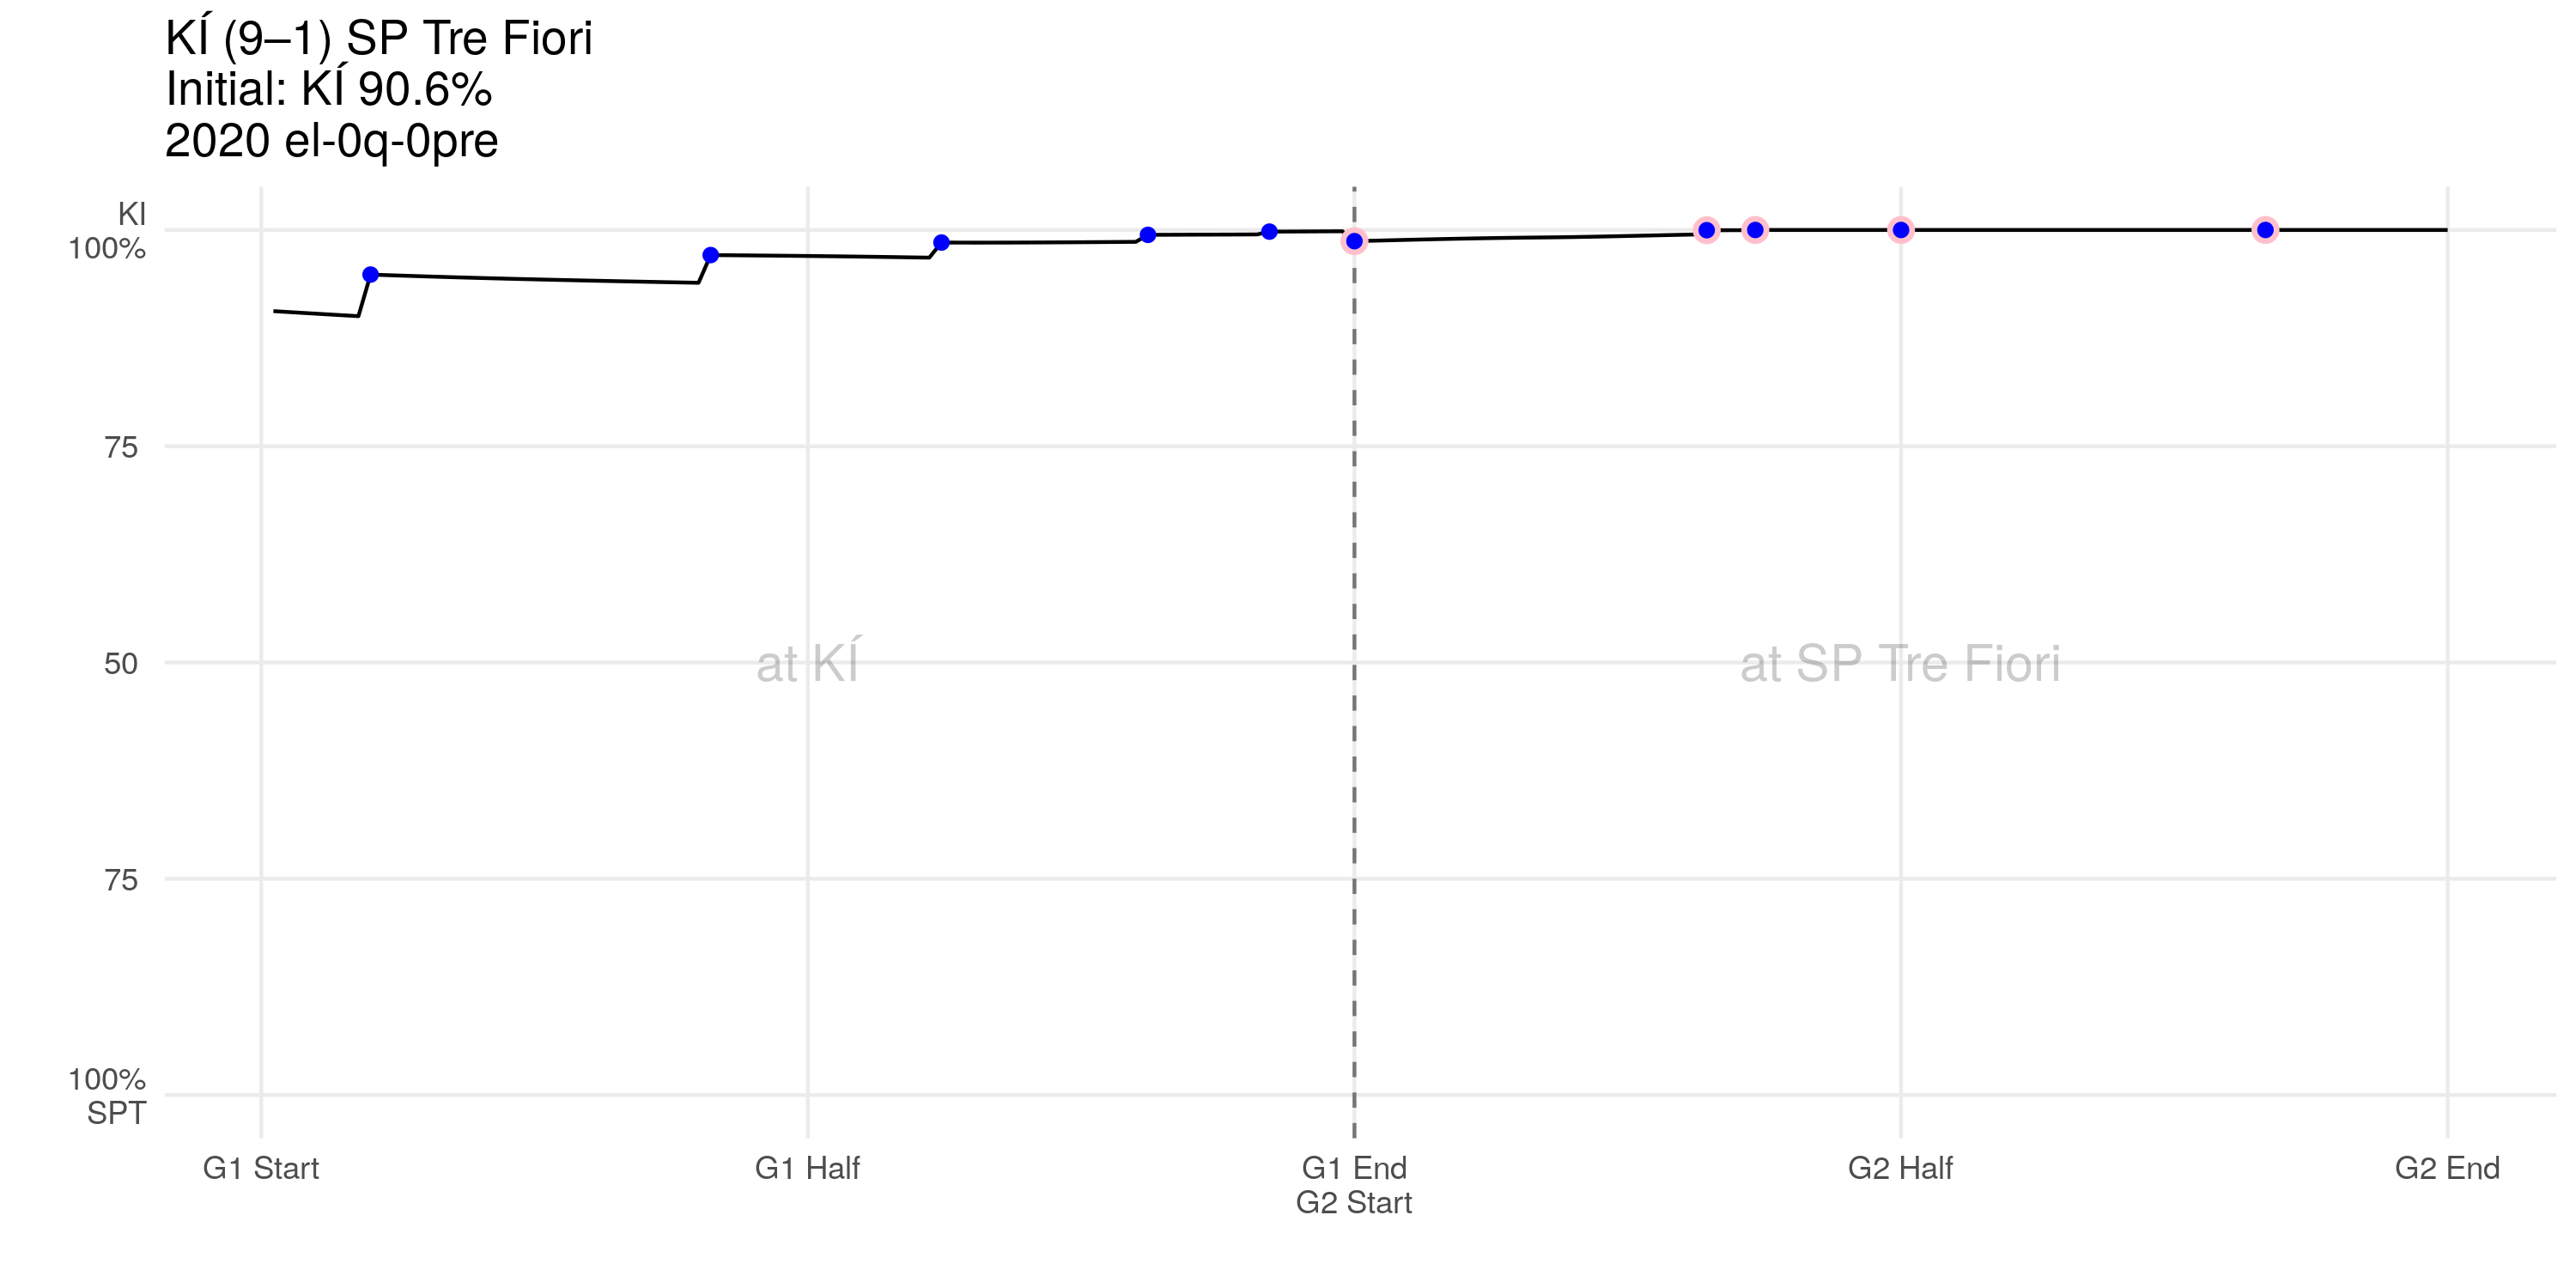 KÍ (9–1) SP Tre Fiori
Initial: KÍ 90.6%
2020 el-0q-0pre
KI
100%
75
50
75
100%
SPT
at KÍ
at SP Tre Fiori
G1 Start
G1 Half
G1 End
G2 Start
G2 Half
G2 End